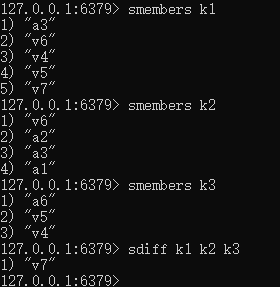 127.0.0.1:6379> smembers k1
1) "a3"
2) "v6"
3) "v4"
4) "v5"
5) "v7"
127.0.0.1:6379> smembers k2
1) "v6"
2) "a2"
3) "a3"
4) "a1"
127.0.0.1:6379> smembers k3
1) "a6"
2) "v5"
3) "v4"
127.0.0.1:6379> sdiff k1 k2 k3
1) "v7"
127.0.0.1:6379>